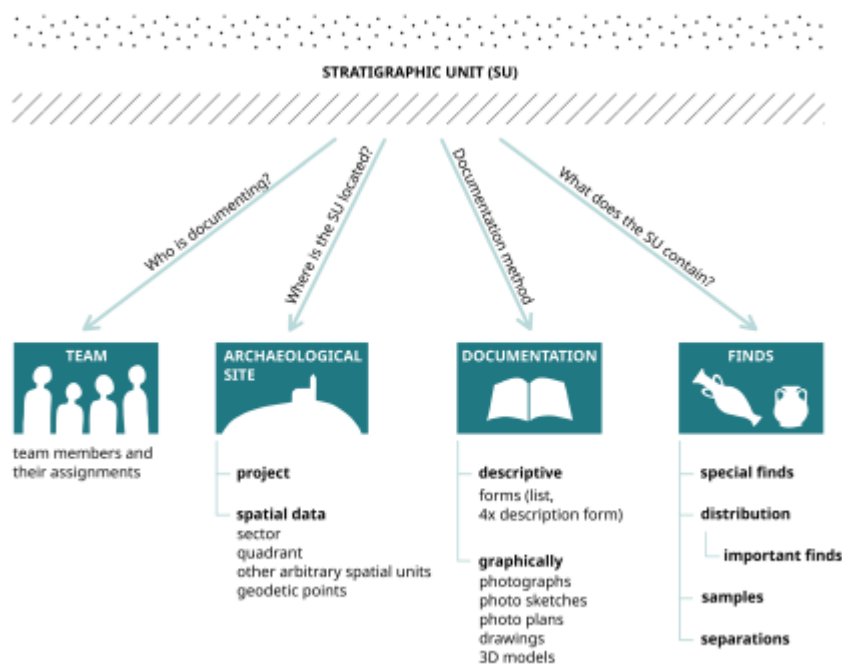 STRATIGRAPHIC UNIT (SU)
Who is documenting?
Where is the SU located?
Documentation method
What does the SU contain?
TEAM
team members and
their assignments
ARCHAEOLOGICAL
SITE
project
spatial data
sector
quadrant
other arbitrary spatial units
geodetic points
DOCUMENTATION
descriptive
forms (list,
4x description form)
graphically
photographs
photo sketches
photo plans
drawings
3D models
FINDS
special finds
distribution
important finds
samples
separations